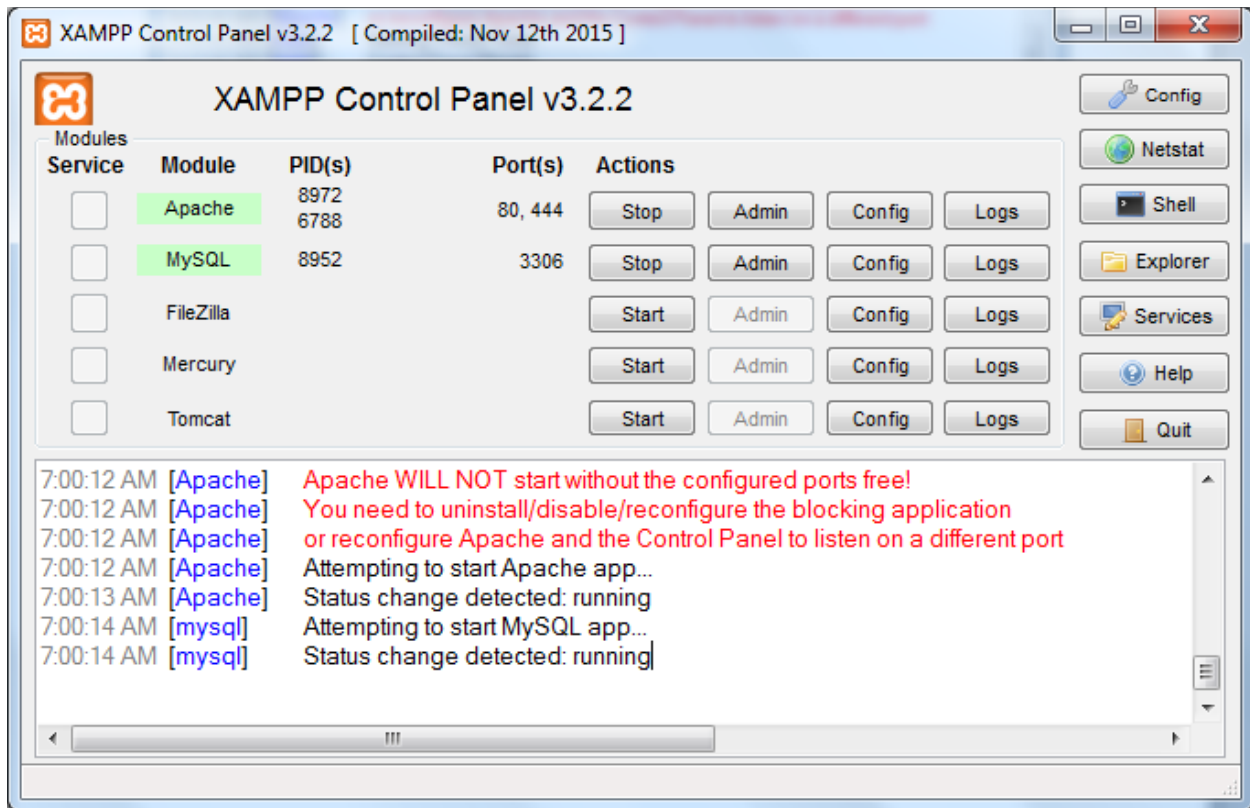 XAMPP Control Panel v3.2.2 [ Compiled: Nov 12th 2015 ]
XAMPP Control Panel v3.2.2
Config
Modules
Service Module PID(s) Port(s) Actions
Netstat
Apache 8972 6788 80, 444 Stop Admin Config Logs
Shell
MySQL 8952 3306 Stop Admin Config Logs
Explorer
FileZilla Start Admin Config Logs
Services
Mercury Start Admin Config Logs
Help
Tomcat Start Admin Config Logs
Quit
7:00:12 AM [Apache] Apache WILL NOT start without the configured ports free!
7:00:12 AM [Apache] You need to uninstall/disable/reconfigure the blocking application
7:00:12 AM [Apache] or reconfigure Apache and the Control Panel to listen on a different port
7:00:12 AM [Apache] Attempting to start Apache app...
7:00:13 AM [Apache] Status change detected: running
7:00:14 AM [mysql] Attempting to start MySQL app...
7:00:14 AM [mysql] Status change detected: running